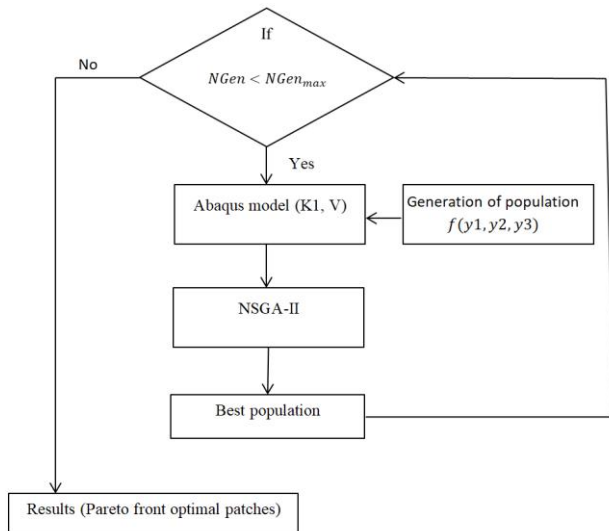 If
No
NGen < NGen_max
Yes
Abaqus model (K1, V)
Generation of population
f(y1, y2, y3)
NSGA-II
Best population
Results (Pareto front optimal patches)